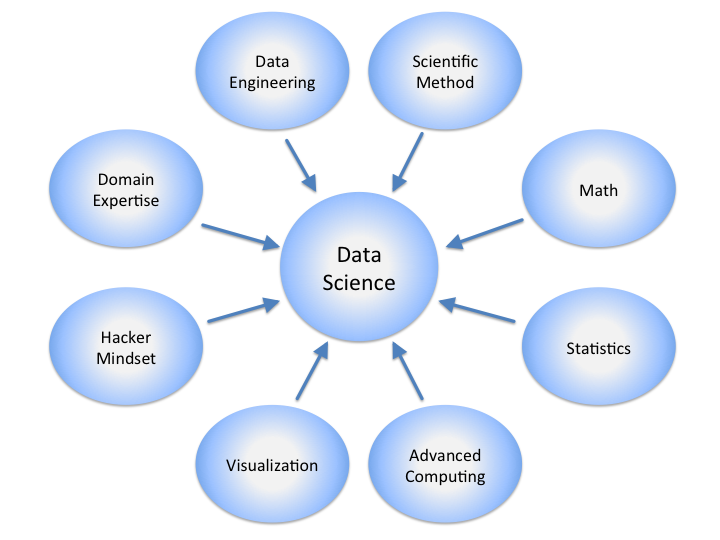 Data
Engineering
Scientific
Method
Domain
Expertise
Math
Data
Science
Hacker
Mindset
Statistics
Visualization
Advanced
Computing